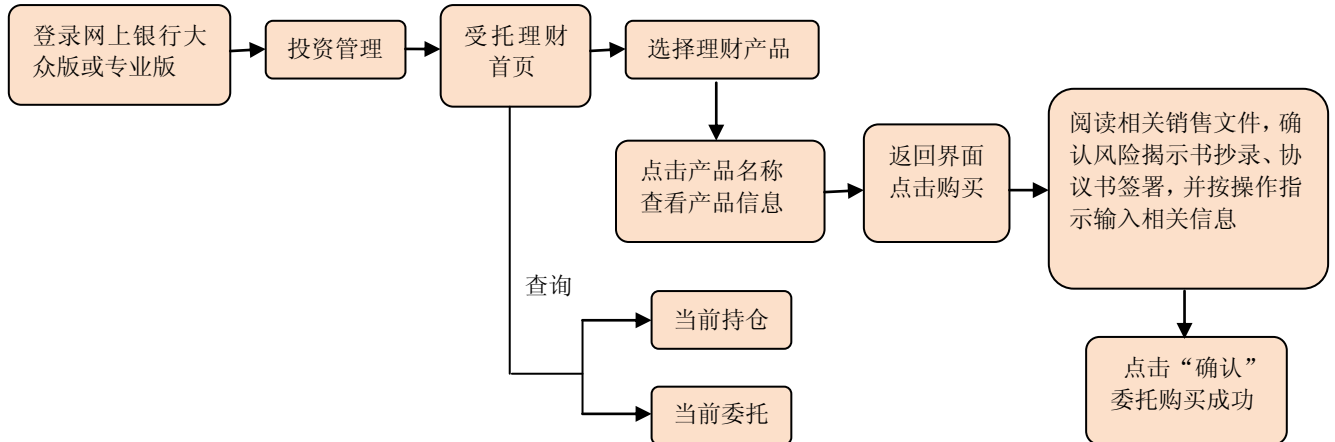 登录网上银行大
众版或专业版
投资管理
受托理财
首页
选择理财产品
点击产品名称
查看产品信息
返回界面
点击购买
阅读相关销售文件，确
认风险揭示书抄录、协
议书签署，并按操作指
示输入相关信息
点击“确认”
委托购买成功
查询
当前持仓
当前委托